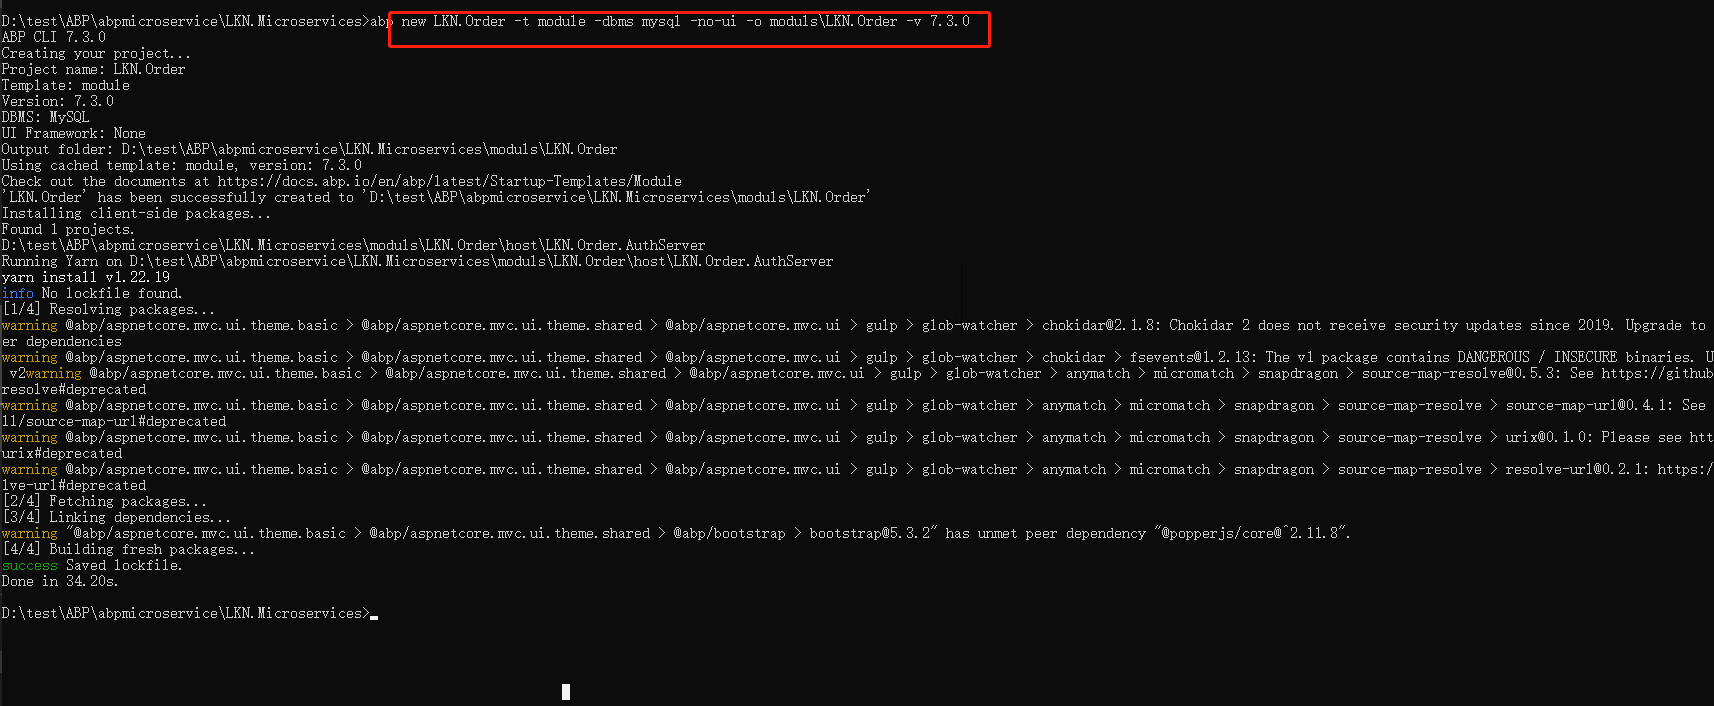 D:\test\ABP\abpmicroservice\LKN.Microservices>abp new LKN.Order -t module -dbms mysql -no-ui -o moduls\LKN.Order -v 7.3.0
ABP CLI 7.3.0
Creating your project...
Project name: LKN.Order
Template: module
Version: 7.3.0
DBMS: MySQL
UI Framework: None
Output folder: D:\test\ABP\abpmicroservice\LKN.Microservices\moduls\LKN.Order
Using cached template: module, version: 7.3.0
Check out the documents at https://docs.abp.io/en/abp/latest/Startup-Templates/Module
'LKN.Order' has been successfully created to 'D:\test\ABP\abpmicroservice\LKN.Microservices\moduls\LKN.Order'
Installing client-side packages...
Found 1 projects.
D:\test\ABP\abpmicroservice\LKN.Microservices\moduls\LKN.Order\host\LKN.Order.AuthServer
Running Yarn on D:\test\ABP\abpmicroservice\LKN.Microservices\moduls\LKN.Order\host\LKN.Order.AuthServer
yarn install v1.22.19
info No lockfile found.
[1/4] Resolving packages...
warning @abp/aspnetcore.mvc.ui.theme.basic > @abp/aspnetcore.mvc.ui.theme.shared > @abp/aspnetcore.mvc.ui > gulp > glob-watcher > chokidar@2.1.8: Chokidar 2 does not receive security updates since 2019. Upgrade to
er dependencies
warning @abp/aspnetcore.mvc.ui.theme.basic > @abp/aspnetcore.mvc.ui.theme.shared > @abp/aspnetcore.mvc.ui > gulp > glob-watcher > chokidar > fsevents@1.2.13: The v1 package contains DANGEROUS / INSECURE binaries. U
 v2warning @abp/aspnetcore.mvc.ui.theme.basic > @abp/aspnetcore.mvc.ui.theme.shared > @abp/aspnetcore.mvc.ui > gulp > glob-watcher > anymatch > micromatch > snapdragon > source-map-resolve@0.5.3: See https://github
resolve#deprecated
warning @abp/aspnetcore.mvc.ui.theme.basic > @abp/aspnetcore.mvc.ui.theme.shared > @abp/aspnetcore.mvc.ui > gulp > glob-watcher > anymatch > micromatch > snapdragon > source-map-resolve > source-map-url@0.4.1: See
ll/source-map-url#deprecated
warning @abp/aspnetcore.mvc.ui.theme.basic > @abp/aspnetcore.mvc.ui.theme.shared > @abp/aspnetcore.mvc.ui > gulp > glob-watcher > anymatch > micromatch > snapdragon > source-map-resolve > urix@0.1.0: Please see htt
urix#deprecated
warning @abp/aspnetcore.mvc.ui.theme.basic > @abp/aspnetcore.mvc.ui.theme.shared > @abp/aspnetcore.mvc.ui > gulp > glob-watcher > anymatch > micromatch > snapdragon > source-map-resolve > resolve-url@0.2.1: https:/
lve-url#deprecated
[2/4] Fetching packages...
[3/4] Linking dependencies...
warning "@abp/aspnetcore.mvc.ui.theme.basic > @abp/aspnetcore.mvc.ui.theme.shared > @abp/bootstrap > bootstrap@5.3.2" has unmet peer dependency "@popperjs/core@^2.11.8".
[4/4] Building fresh packages...
success Saved lockfile.
Done in 34.20s.
D:\test\ABP\abpmicroservice\LKN.Microservices>